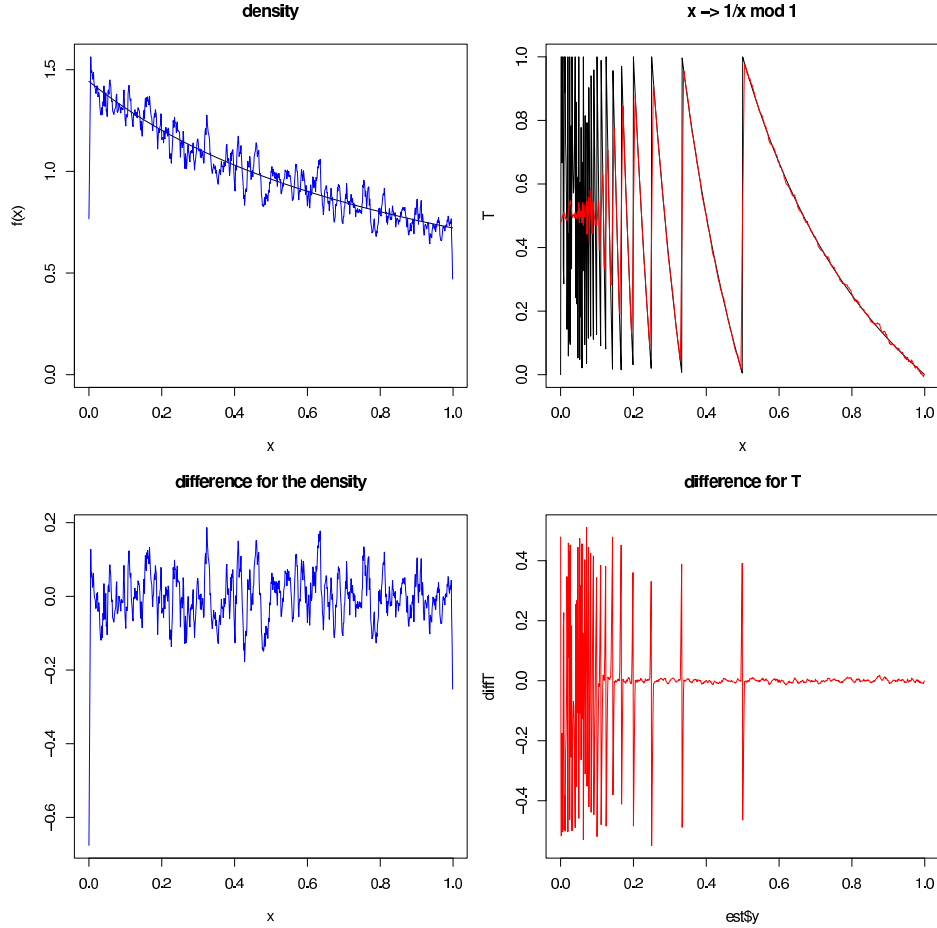 density
f(x)
0.0 0.5 1.0 1.5
0.0 0.2 0.4 0.6 0.8 1.0
x
x −> 1/x mod 1
T
0.0 0.2 0.4 0.6 0.8 1.0
0.0 0.2 0.4 0.6 0.8 1.0
x
difference for the density
−0.6 −0.4 −0.2 0.0 0.2
0.0 0.2 0.4 0.6 0.8 1.0
x
difference for T
diffT
−0.4 −0.2 0.0 0.2 0.4
0.0 0.2 0.4 0.6 0.8 1.0
est$y